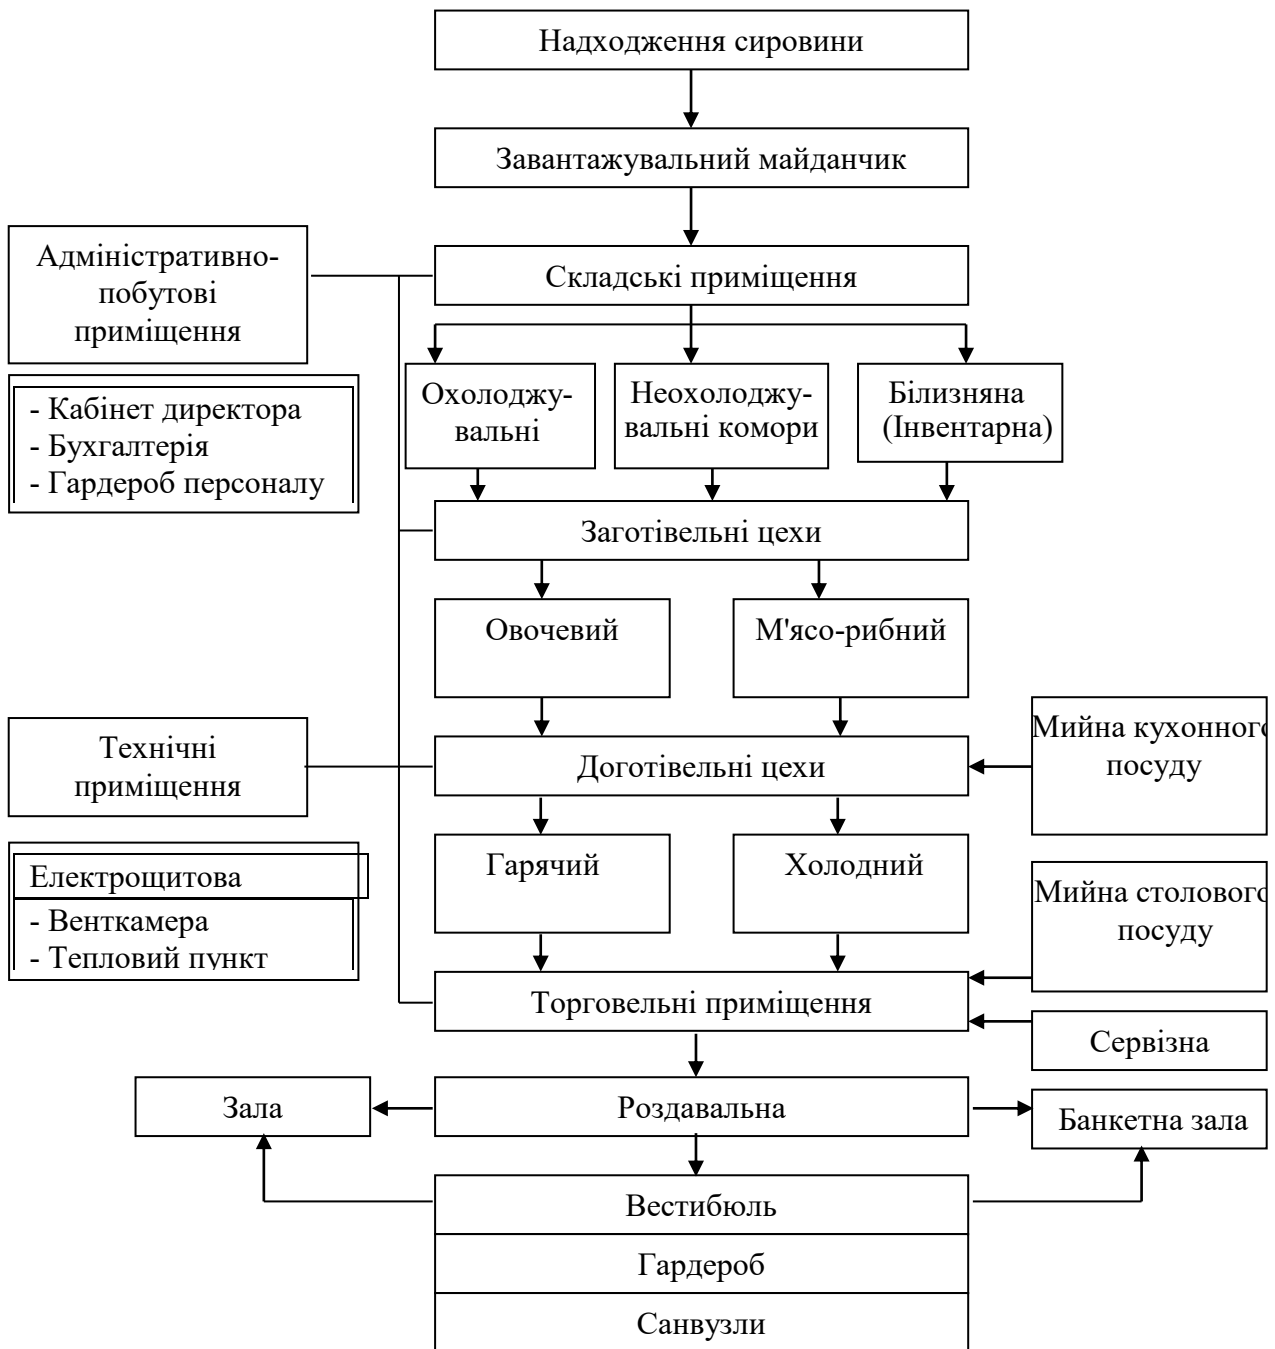 Надходження сировини
Завантажувальний майданчик
Адміністративно-
побутові
приміщення
Складські приміщення
- Кабінет директора
- Бухгалтерія
- Гардероб персоналу
Охолоджу-
вальні
Неохолоджу-
вальні комори
Білизняна
(Інвентарна)
Заготівельні цехи
Овочевий
М'ясо-рибний
Технічні
приміщення
Доготівельні цехи
Мийна кухонного
посуду
Електрощитова
- Венткамера
- Тепловий пункт
Гарячий
Холодний
Мийна столового
посуду
Торговельні приміщення
Сервізна
Зала
Роздавальна
Банкетна зала
Вестибюль
Гардероб
Санвузли